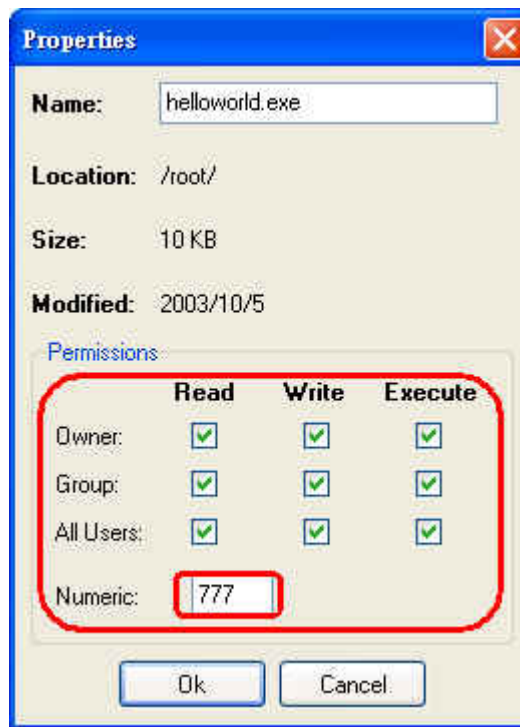 Properties
Name: helloworld.exe
Location: /root/
Size: 10 KB
Modified: 2003/10/5
Permissions
Read Write Execute
Owner:
Group:
All Users:
Numeric: 777
Ok Cancel